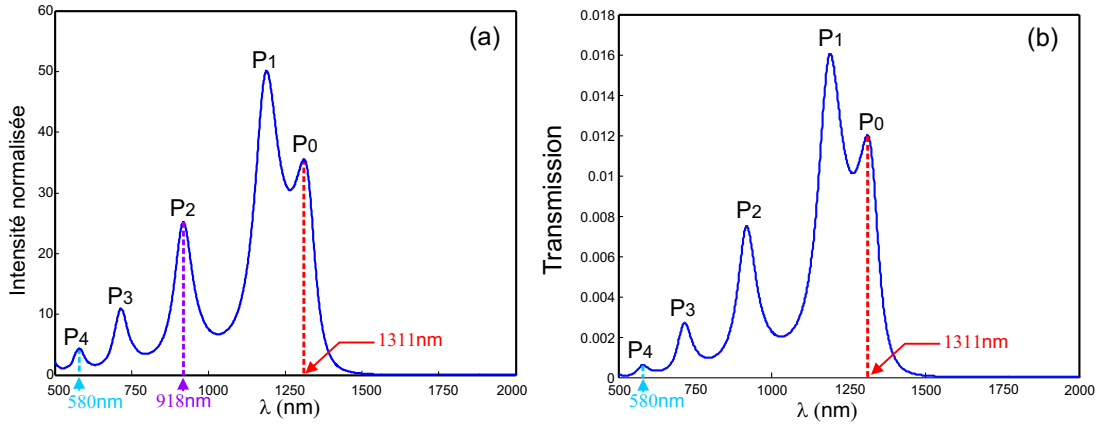 (a)
Intensité normalisée
60
50
40
30
20
10
0
P4
P3
P2
P1
P0
1311nm
500
750
1000
1250
1500
1750
2000
580nm
918nm
λ (nm)
(b)
Transmission
0.018
0.016
0.014
0.012
0.01
0.008
0.006
0.004
0.002
0
P4
P3
P2
P1
P0
1311nm
500
750
1000
1250
1500
1750
2000
580nm
λ (nm)